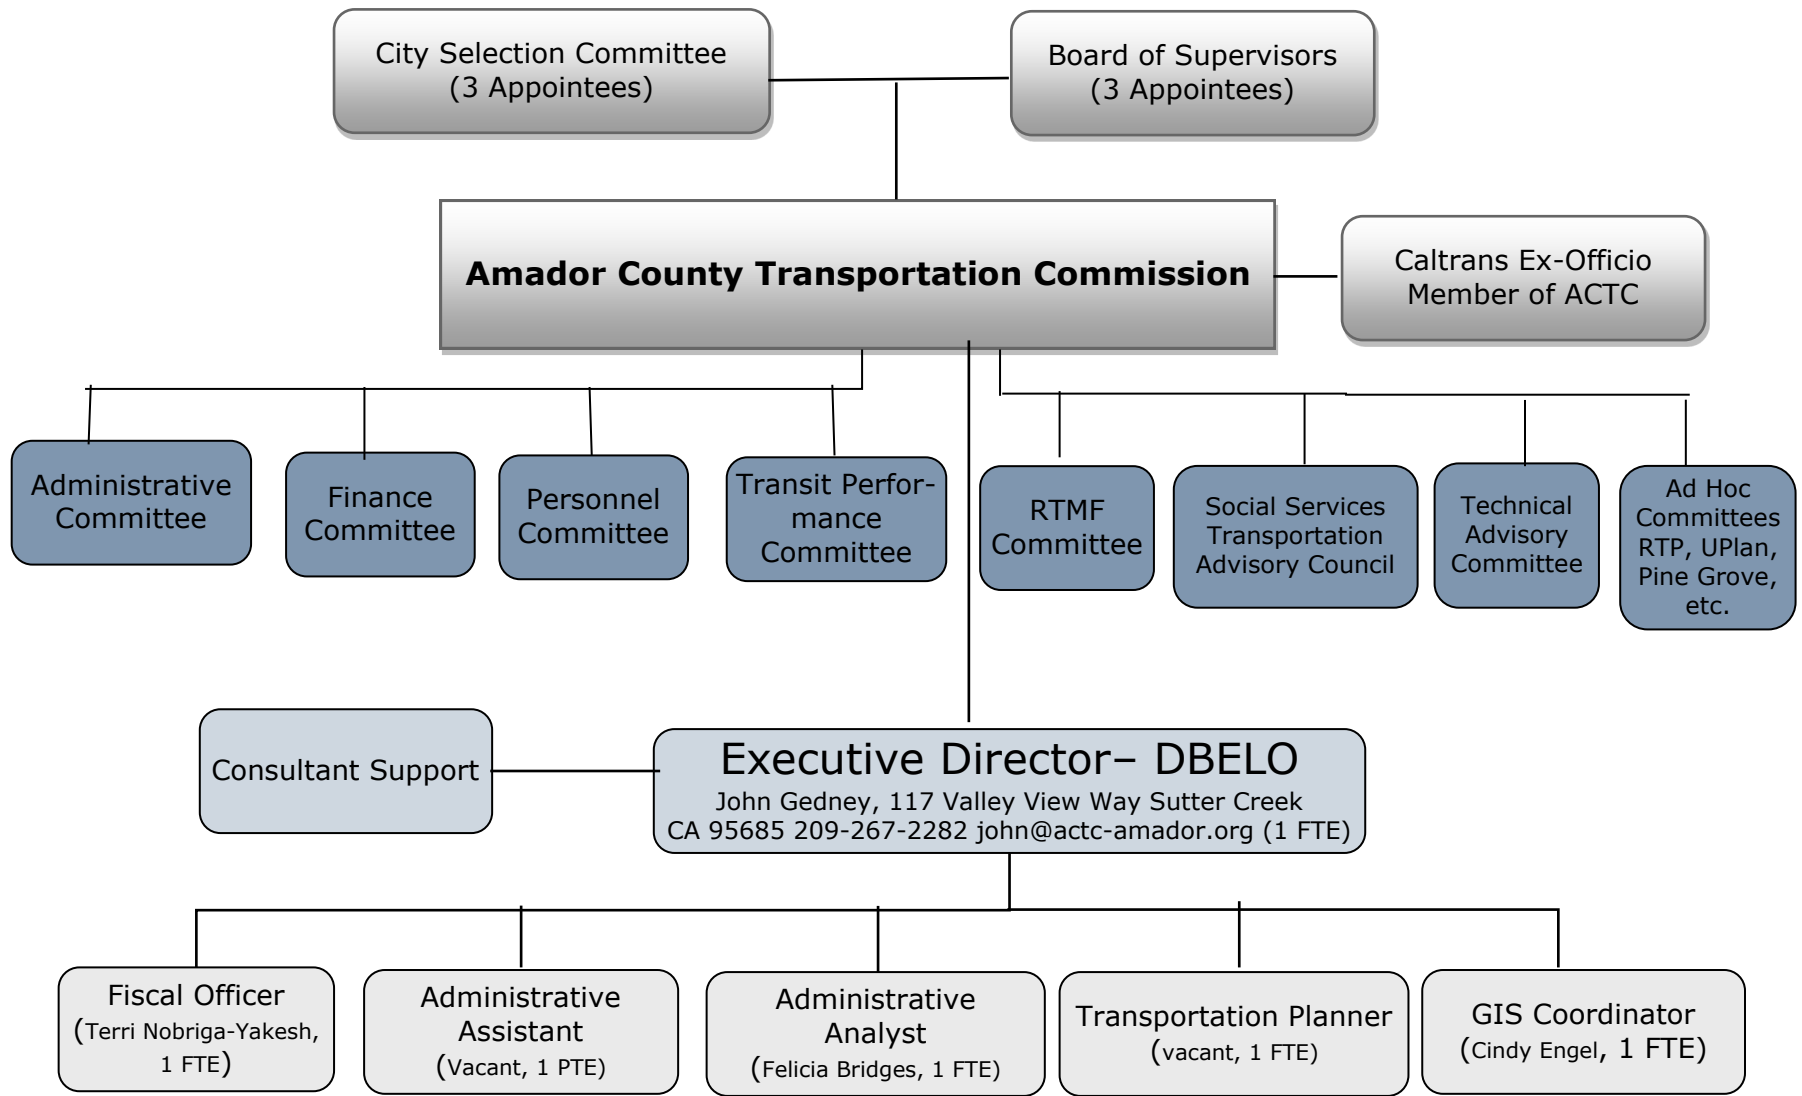 City Selection Committee
(3 Appointees)
Board of Supervisors
(3 Appointees)
Amador County Transportation Commission
Caltrans Ex-Officio
Member of ACTC
Administrative
Committee
Finance
Committee
Personnel
Committee
Transit Perfor-
mance
Committee
RTMF
Committee
Social Services
Transportation
Advisory Council
Technical
Advisory
Committee
Ad Hoc
Committees
RTP, UPlan,
Pine Grove,
etc.
Consultant Support
Executive Director– DBELO
John Gedney, 117 Valley View Way Sutter Creek
CA 95685 209-267-2282 john@actc-amador.org (1 FTE)
Fiscal Officer
(Terri Nobriga-Yakesh,
1 FTE)
Administrative
Assistant
(Vacant, 1 PTE)
Administrative
Analyst
(Felicia Bridges, 1 FTE)
Transportation Planner
(vacant, 1 FTE)
GIS Coordinator
(Cindy Engel, 1 FTE)